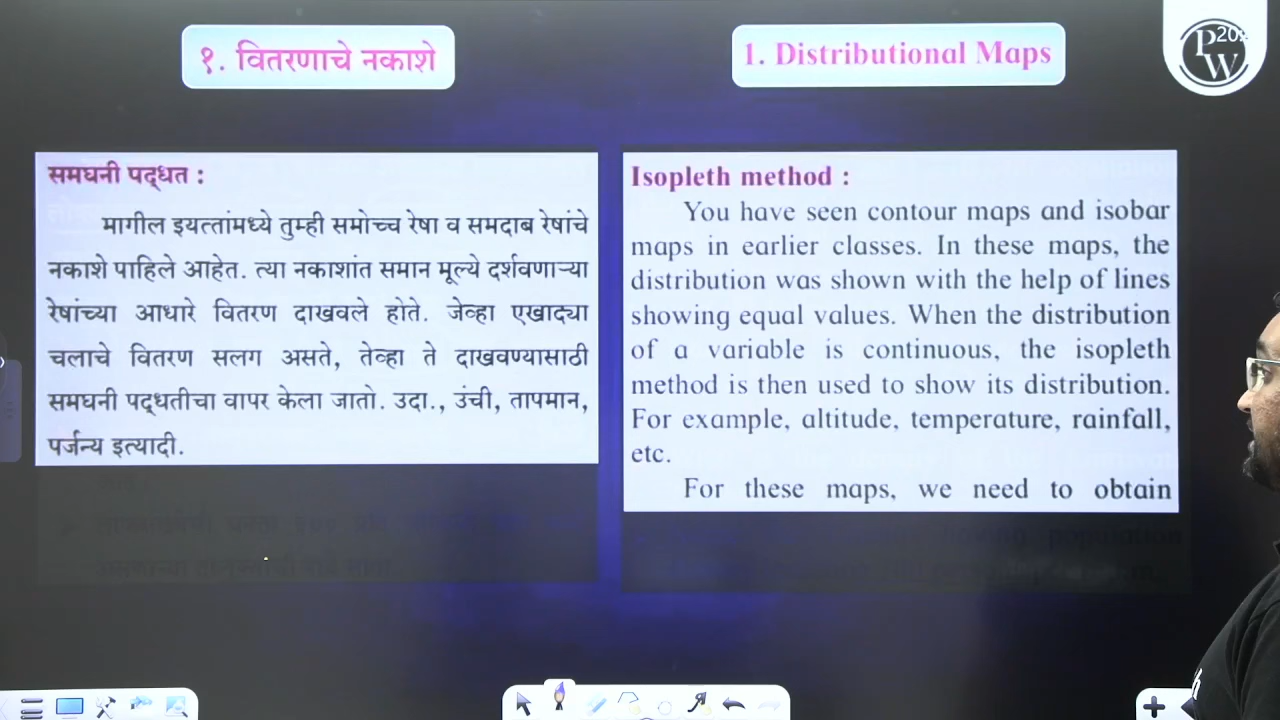 १. वितरणाचे नकाशे
1. Distributional Maps
समघनी पद्धत :
मागील इयत्तांमध्ये तुम्ही समोच्च रेषा व समदाब रेषांचे
नकाशे पाहिले आहेत. त्या नकाशांत समान मूल्ये दर्शवणाऱ्या
रेषांच्या आधारे वितरण दाखवले होते. जेव्हा एखाद्या
चलाचे वितरण सलग असते, तेव्हा ते दाखवण्यासाठी
समघनी पद्धतीचा वापर केला जातो. उदा., उंची, तापमान,
पर्जन्य इत्यादी.
Isopleth method :
You have seen contour maps and isobar
maps in earlier classes. In these maps, the
distribution was shown with the help of lines
showing equal values. When the distribution
of a variable is continuous, the isopleth
method is then used to show its distribution.
For example, altitude, temperature, rainfall,
etc.
For these maps, we need to obtain
PW